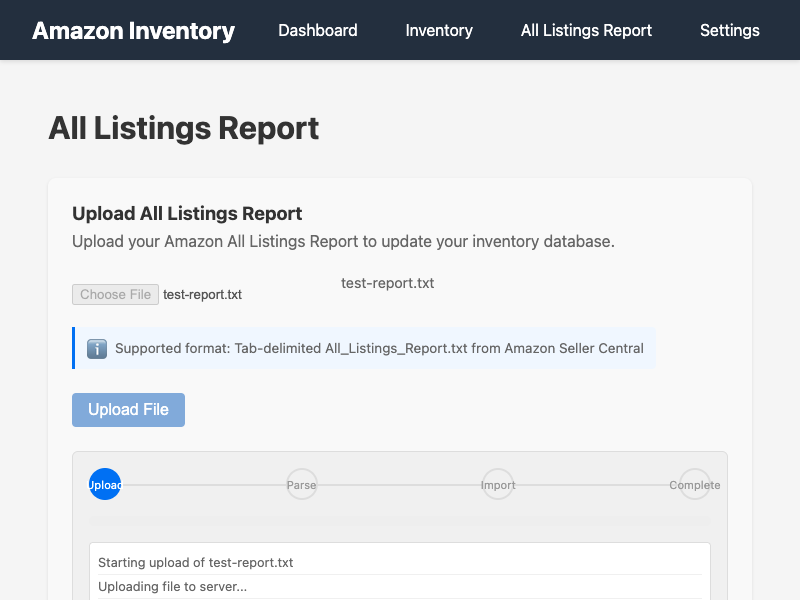 Amazon Inventory Dashboard Inventory All Listings Report Settings
All Listings Report
Upload All Listings Report
Upload your Amazon All Listings Report to update your inventory database.
Choose File test-report.txt
test-report.txt
Supported format: Tab-delimited All_Listings_Report.txt from Amazon Seller Central
Upload File
Upload Parse Import Complete
Starting upload of test-report.txt
Uploading file to server...